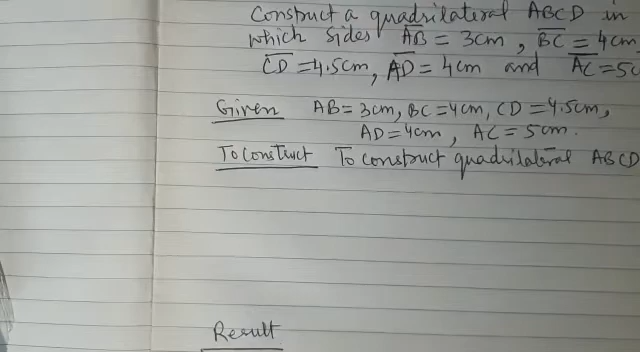 Construct a quadrilateral ABCD in
which sides AB = 3cm, BC = 4cm,
CD = 4.5cm, AD = 4cm and AC = 5c
Given AB = 3cm, BC = 4cm, CD = 4.5cm,
AD = 4cm, AC = 5cm.
To construct To construct quadrilateral ABCD
Result